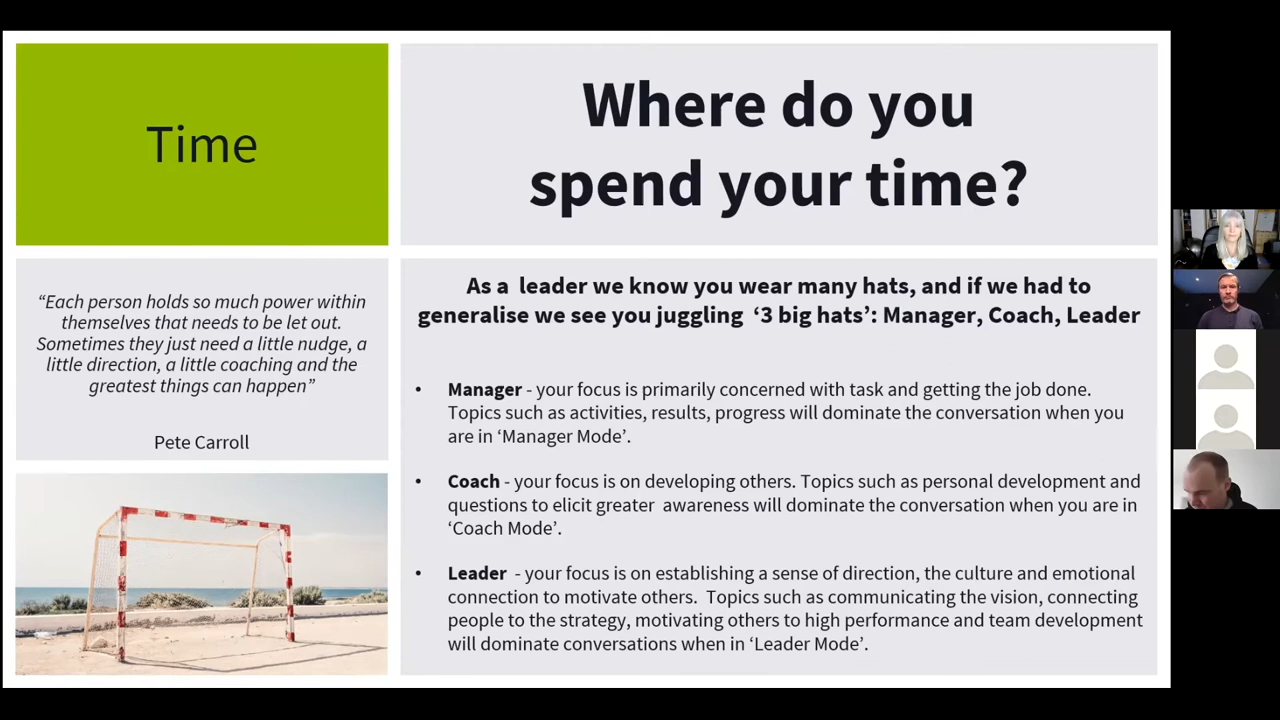 Time
Where do you
spend your time?
“Each person holds so much power within
themselves that needs to be let out.
Sometimes they just need a little nudge, a
little direction, a little coaching and the
greatest things can happen”
Pete Carroll
As a leader we know you wear many hats, and if we had to
generalise we see you juggling ‘3 big hats’: Manager, Coach, Leader
• Manager - your focus is primarily concerned with task and getting the job done.
Topics such as activities, results, progress will dominate the conversation when you
are in ‘Manager Mode’.
• Coach - your focus is on developing others. Topics such as personal development and
questions to elicit greater awareness will dominate the conversation when you are in
‘Coach Mode’.
• Leader - your focus is on establishing a sense of direction, the culture and emotional
connection to motivate others. Topics such as communicating the vision, connecting
people to the strategy, motivating others to high performance and team development
will dominate conversations when in ‘Leader Mode’.